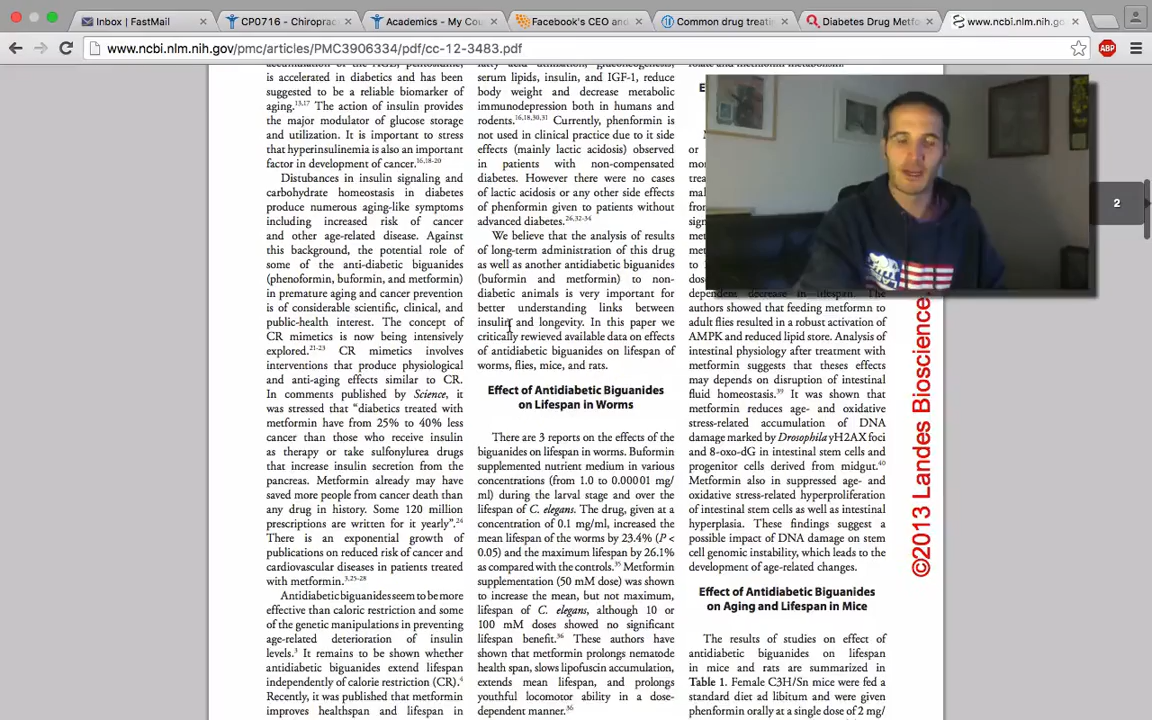 Inbox | FastMail
CP0716 - Chiroprac
Academics - My Cou
Facebook's CEO and
Common drug treati
Diabetes Drug Metfo
www.ncbi.nlm.nih.gov/
www.ncbi.nlm.nih.gov/pmc/articles/PMC3906334/pdf/cc-12-3483.pdf
ABP
is accelerated in diabetics and has been
suggested to be a reliable biomarker of
aging.13,17 The action of insulin provides
the major modulator of glucose storage
and utilization. It is important to stress
that hyperinsulinemia is also an important
factor in development of cancer.16,18-20
Distubances in insulin signaling and
carbohydrate homeostasis in diabetes
produce numerous aging-like symptoms
including increased risk of cancer
and other age-related disease. Against
this background, the potential role of
some of the anti-diabetic biguanides
(phenoformin, buformin, and metformin)
in premature aging and cancer prevention
is of considerable scientific, clinical, and
public-health interest. The concept of
CR mimetics is now being intensively
explored.21-23 CR mimetics involves
interventions that produce physiological
and anti-aging effects similar to CR.
In comments published by Science, it
was stressed that “diabetics treated with
metformin have from 25% to 40% less
cancer than those who receive insulin
as therapy or take sulfonylurea drugs
that increase insulin secretion from the
pancreas. Metformin already may have
saved more people from cancer death than
any drug in history. Some 120 million
prescriptions are written for it yearly”.24
There is an exponential growth of
publications on reduced risk of cancer and
cardiovascular diseases in patients treated
with metformin.3,25-28
Antidiabetic biguanides seem to be more
effective than caloric restriction and some
of the genetic manipulations in preventing
age-related deterioration of insulin
levels.3 It remains to be shown whether
antidiabetic biguanides extend lifespan
independently of calorie restriction (CR).4
Recently, it was published that metformin
improves healthspan and lifespan in
serum lipids, insulin, and IGF-1, reduce
body weight and decrease metabolic
immunodepression both in humans and
rodents.16,18,30,31 Currently, phenformin is
not used in clinical practice due to it side
effects (mainly lactic acidosis) observed
in patients with non-compensated
diabetes. However there were no cases
of lactic acidosis or any other side effects
of phenformin given to patients without
advanced diabetes.26,32-34
We believe that the analysis of results
of long-term administration of this drug
as well as another antidiabetic biguanides
(buformin and metformin) to non-
diabetic animals is very important for
better understanding links between
insulin and longevity. In this paper we
critically rewieved available data on effects
of antidiabetic biguanides on lifespan of
worms, flies, mice, and rats.
Effect of Antidiabetic Biguanides
on Lifespan in Worms
There are 3 reports on the effects of the
biguanides on lifespan in worms. Buformin
supplemented nutrient medium in various
concentrations (from 1.0 to 0.00001 mg/
ml) during the larval stage and over the
lifespan of C. elegans. The drug, given at a
concentration of 0.1 mg/ml, increased the
mean lifespan of the worms by 23.4% (P <
0.05) and the maximum lifespan by 26.1%
as compared with the controls.35 Metformin
supplementation (50 mM dose) was shown
to increase the mean, but not maximum,
lifespan of C. elegans, although 10 or
100 mM doses showed no significant
lifespan benefit.36 These authors have
shown that metformin prolongs nematode
health span, slows lipofuscin accumulation,
extends mean lifespan, and prolongs
youthful locomotor ability in a dose-
dependent manner.36
dependent decrease in lifespan. The
authors showed that feeding metformn to
adult flies resulted in a robust activation of
AMPK and reduced lipid store. Analysis of
intestinal physiology after treatment with
metformin suggests that theses effects
may depends on disruption of intestinal
fluid homeostasis.39 It was shown that
metformin reduces age- and oxidative
stress-related accumulation of DNA
damage marked by Drosophila γH2AX foci
and 8-oxo-dG in intestinal stem cells and
progenitor cells derived from midgut.40
Metformin also in suppressed age- and
oxidative stress-related hyperproliferation
of intestinal stem cells as well as intestinal
hyperplasia. These findings suggest a
possible impact of DNA damage on stem
cell genomic instability, which leads to the
development of age-related changes.
Effect of Antidiabetic Biguanides
on Aging and Lifespan in Mice
The results of studies on effect of
antidiabetic biguanides on lifespan
in mice and rats are summarized in
Table 1. Female C3H/Sn mice were fed a
standard diet ad libitum and were given
phenformin orally at a single dose of 2 mg/
©2013 Landes Bioscience
2